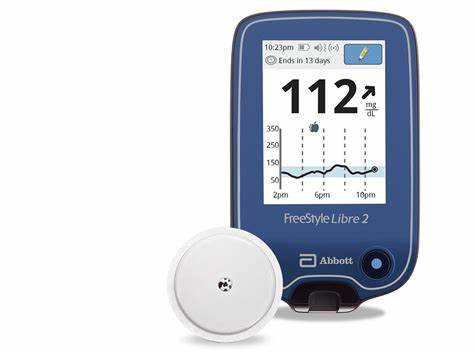 10:23pm
Ends in 13 days
112 mg/dL
350
250
150
50
2pm 6pm 10pm
FreeStyle Libre 2
Abbott